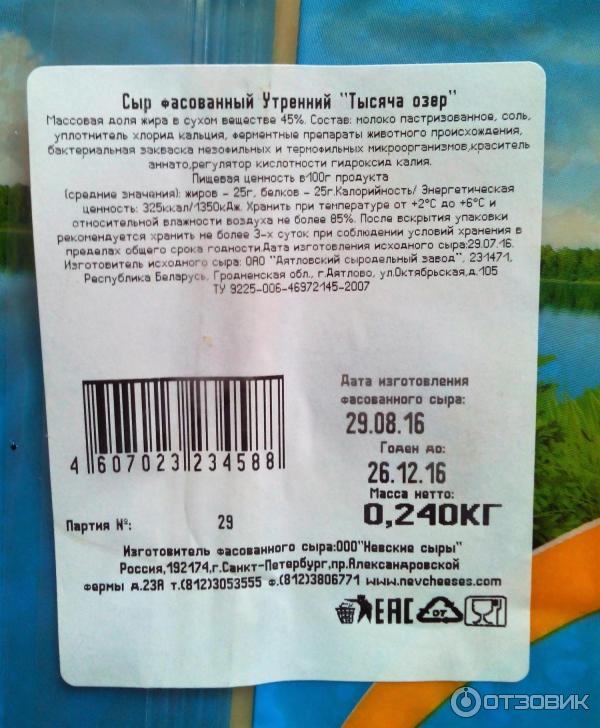 Сыр фасованный Утренний "Тысяча озер"
Массовая доля жира в сухом веществе 45%. Состав: молоко пастризованное, соль,
уплотнитель хлорид кальция, ферментные препараты животного происхождения,
бактериальная закваска мезофильных и термофильных микроорганизмов,краситель
аннато,регулятор кислотности гидроксид калия.
Пищевая ценность в100г продукта
(средние значения): жиров - 25г, белков - 25г.Калорийность/ Энергетическая
ценность: 325ккал/1350кДж. Хранить при температуре от +2°С до +6°С и
относительной влажности воздуха не более 85%. После вскрытия упаковки
рекомендуется хранить не более 3-х суток при соблюдении условий хранения в
пределах общего срока годности.Дата изготовления исходного сыра:29.07.16.
Изготовитель исходного сыра: ОАО "Дятловский сыродельный завод", 231471,
Республика Беларусь, Гродненская обл., г.Дятлово, ул.Октябрьская,д.105
ТУ 9225-006-46972145-2007
Дата изготовления
фасованного сыра:
29.08.16
Годен до:
26.12.16
Масса нетто:
0,240КГ
4 607023 234588
Партия №: 29
Изготовитель фасованного сыра:ООО"Невские сыры"
Россия,192174,г.Санкт-Петербург,пр.Александровской
фермы д.23А т.(812)3053555 ф.(812)3806771 www.nevcheeses.com
EAC
ОТ
ОТЗОВИК